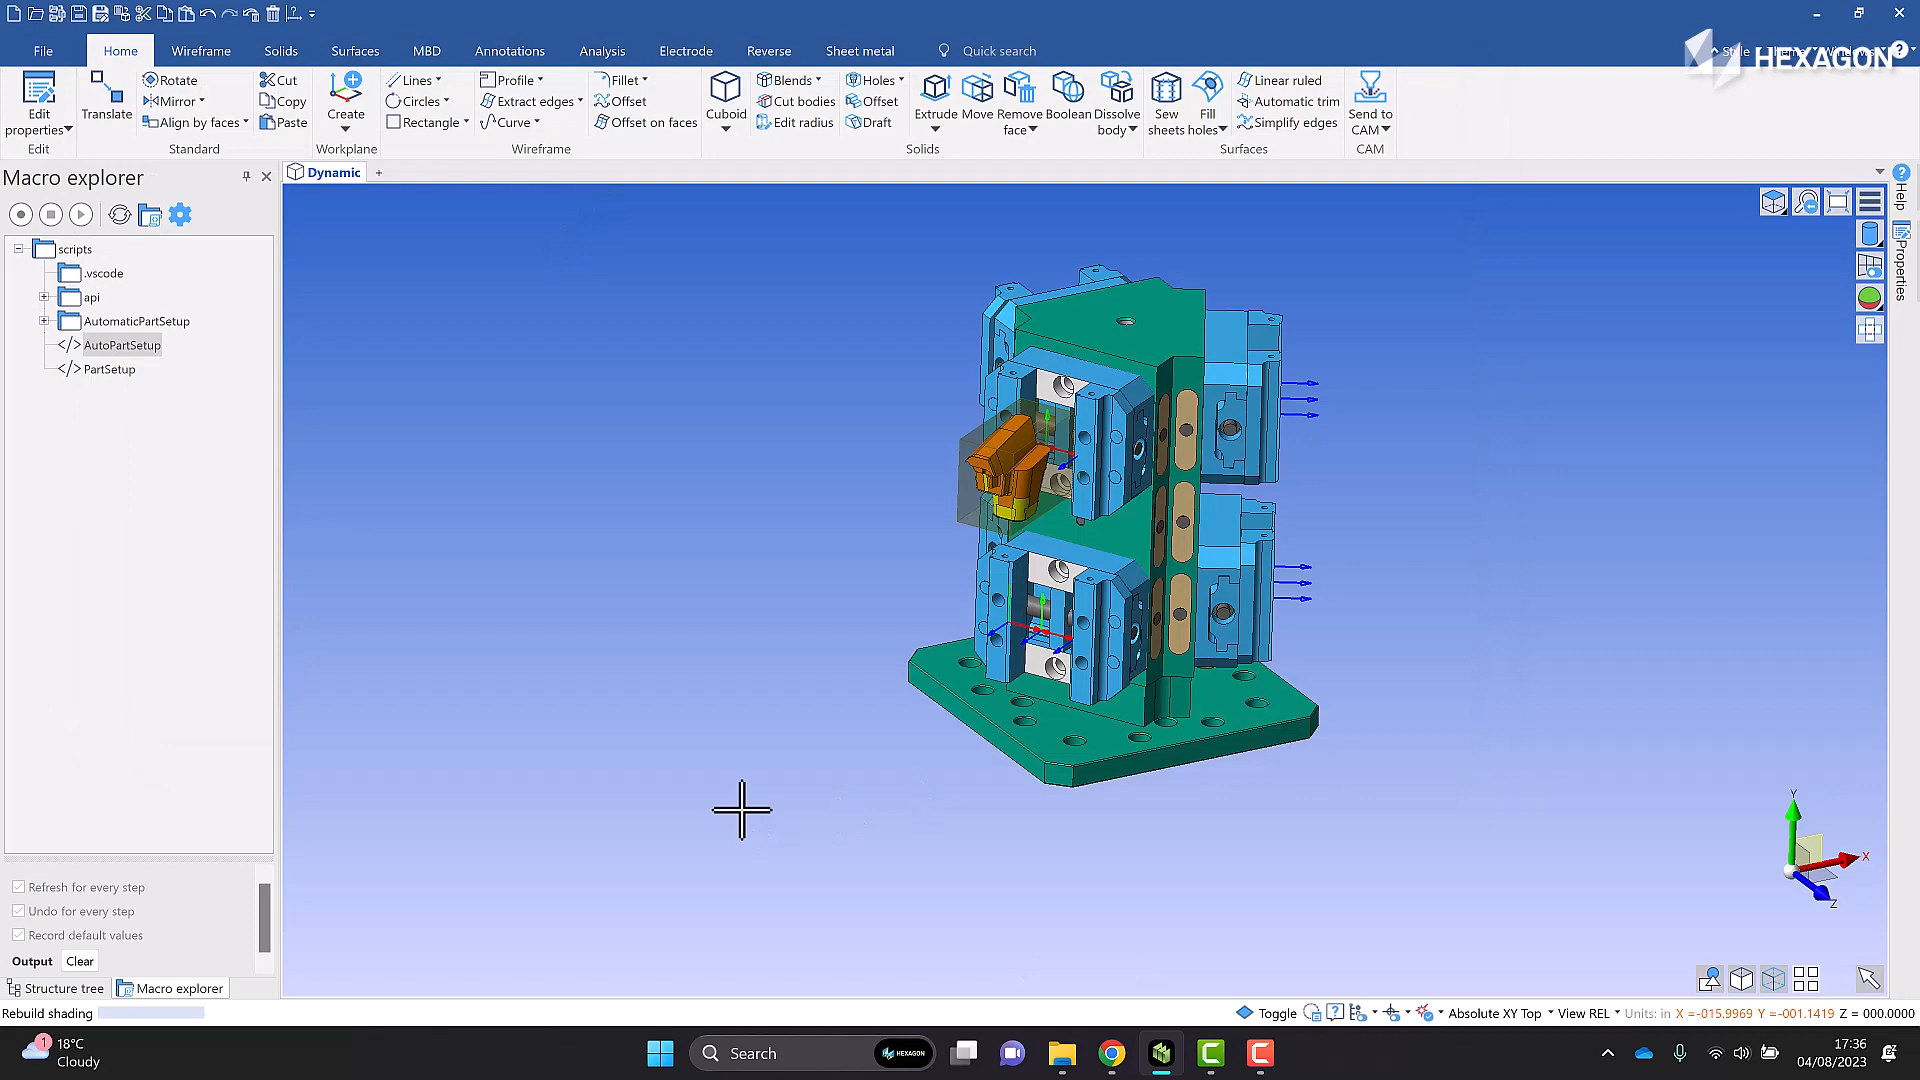 File Home Wireframe Solids Surfaces MBD Annotations Analysis Electrode Reverse Sheet metal Quick search
HEXAGON
Edit properties
Edit
Translate
Rotate
Mirror
Align by faces
Cut
Copy
Paste
Standard
Create
Workplane
Lines
Circles
Rectangle
Profile
Extract edges
Curve
Fillet
Offset
Offset on faces
Wireframe
Cuboid
Blends
Cut bodies
Edit radius
Holes
Offset
Draft
Extrude
Move
Remove face
Boolean
Dissolve body
Solids
Sew sheets
Fill holes
Linear ruled
Automatic trim
Simplify edges
Surfaces
Send to CAM
CAM
Macro explorer
Dynamic
+
Help
Properties
scripts
.vscode
api
AutomaticPartSetup
AutoPartSetup
PartSetup
Refresh for every step
Undo for every step
Record default values
Output Clear
Structure tree Macro explorer
Y
X
Z
Rebuild shading
Toggle Absolute XY Top View REL Units: in X =-015.9969 Y =-001.1419 Z = 000.0000
1
18°C
Cloudy
Search
HEXAGON
17:36
04/08/2023